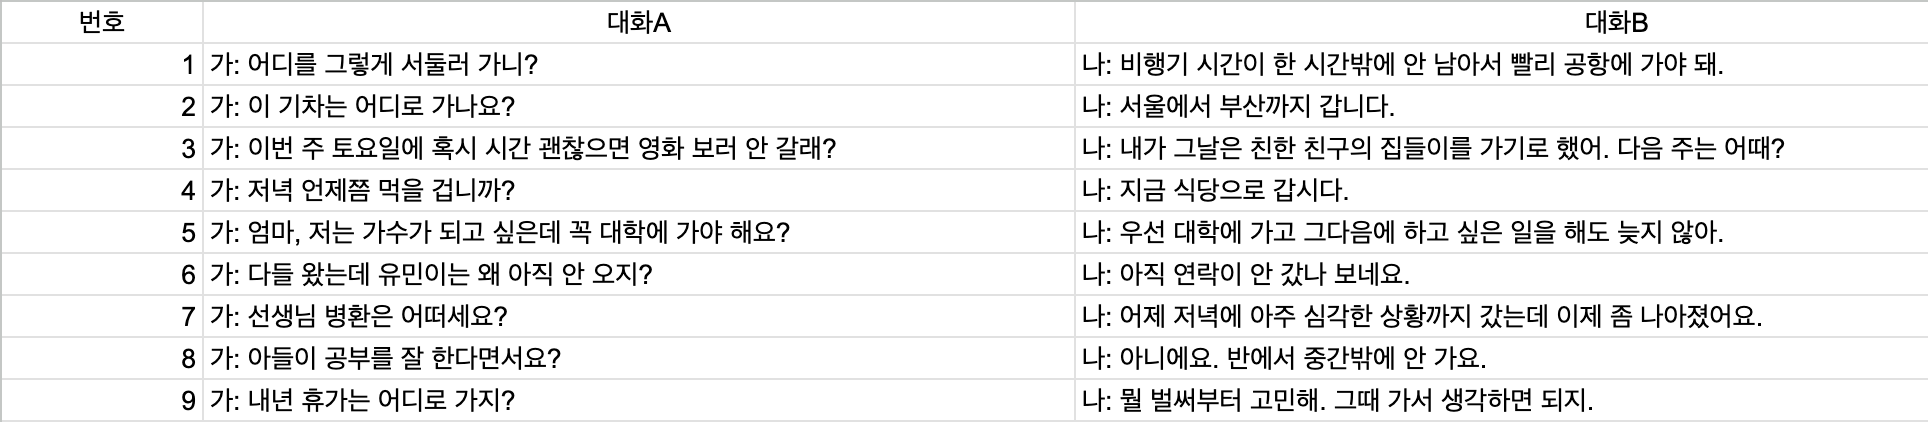 번호 대화A 대화B
1 가: 어디를 그렇게 서둘러 가니? 나: 비행기 시간이 한 시간밖에 안 남아서 빨리 공항에 가야 돼.
2 가: 이 기차는 어디로 가나요? 나: 서울에서 부산까지 갑니다.
3 가: 이번 주 토요일에 혹시 시간 괜찮으면 영화 보러 안 갈래? 나: 내가 그날은 친한 친구의 집들이를 가기로 했어. 다음 주는 어때?
4 가: 저녁 언제쯤 먹을 겁니까? 나: 지금 식당으로 갑시다.
5 가: 엄마, 저는 가수가 되고 싶은데 꼭 대학에 가야 해요? 나: 우선 대학에 가고 그다음에 하고 싶은 일을 해도 늦지 않아.
6 가: 다들 왔는데 유민이는 왜 아직 안 오지? 나: 아직 연락이 안 갔나 보네요.
7 가: 선생님 병환은 어떠세요? 나: 어제 저녁에 아주 심각한 상황까지 갔는데 이제 좀 나아졌어요.
8 가: 아들이 공부를 잘 한다면서요? 나: 아니에요. 반에서 중간밖에 안 가요.
9 가: 내년 휴가는 어디로 가지? 나: 뭘 벌써부터 고민해. 그때 가서 생각하면 되지.